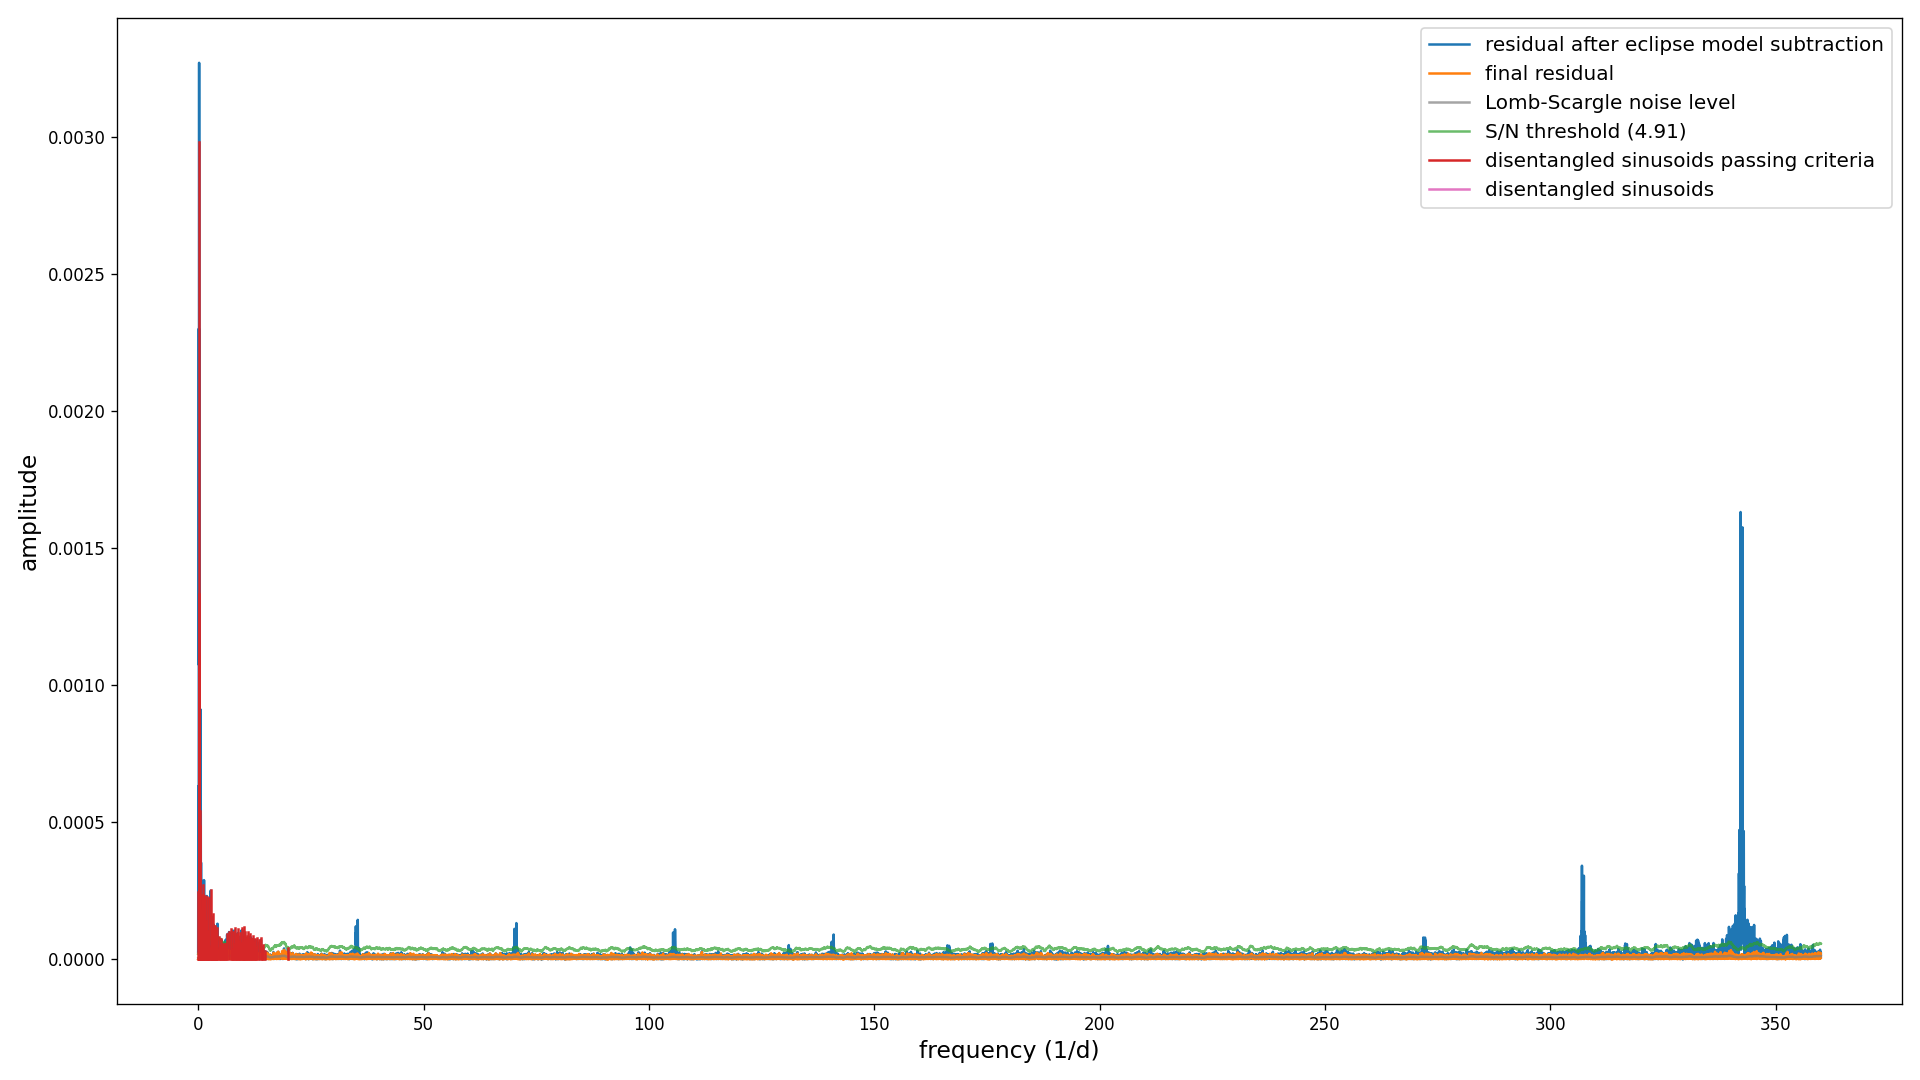 residual after eclipse model subtraction
final residual
Lomb-Scargle noise level
S/N threshold (4.91)
disentangled sinusoids passing criteria
disentangled sinusoids
0.0030
0.0025
0.0020
0.0015
0.0010
0.0005
0.0000
amplitude
0 50 100 150 200 250 300 350
frequency (1/d)